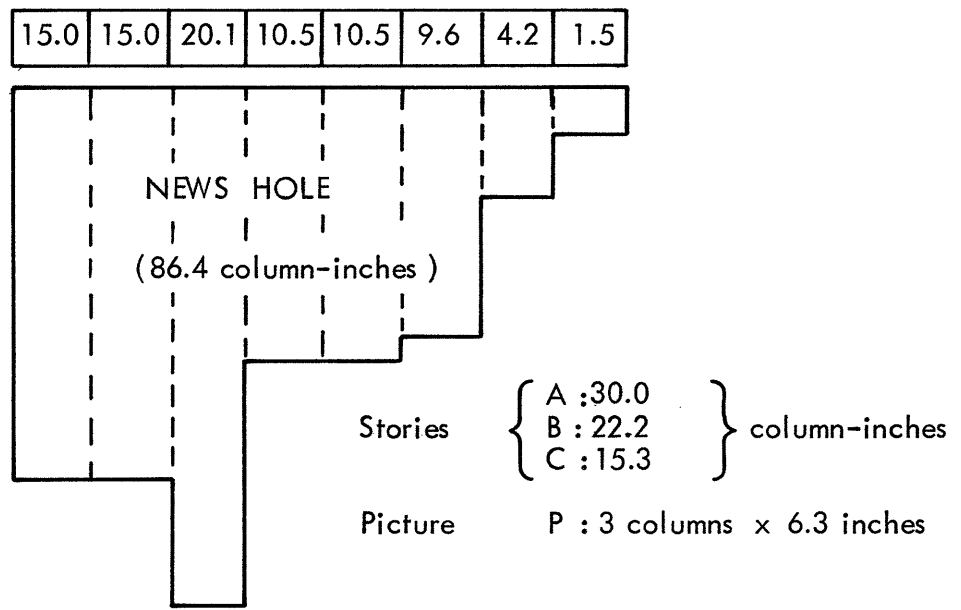 15.0 15.0 20.1 10.5 10.5 9.6 4.2 1.5
NEWS HOLE
(86.4 column-inches)
Stories { A :30.0 } column-inches
B : 22.2
C :15.3
Picture P : 3 columns x 6.3 inches